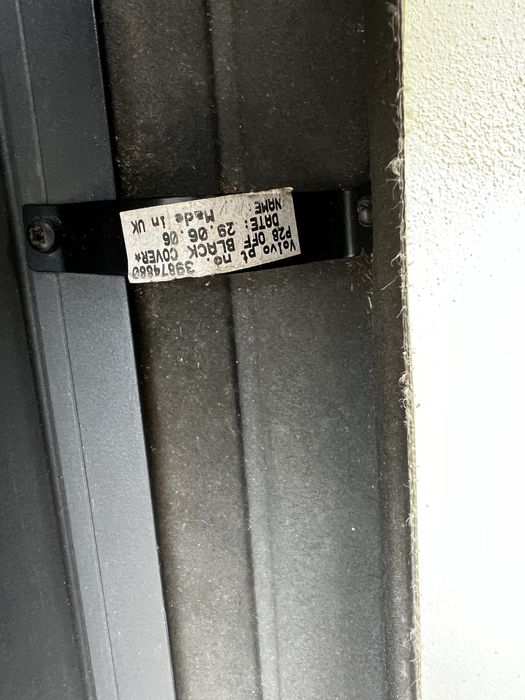 Volvo pt no. 39874660
P28 OFF BLACK COVER*
DATE: 29.06.06
NAME: Made in UK